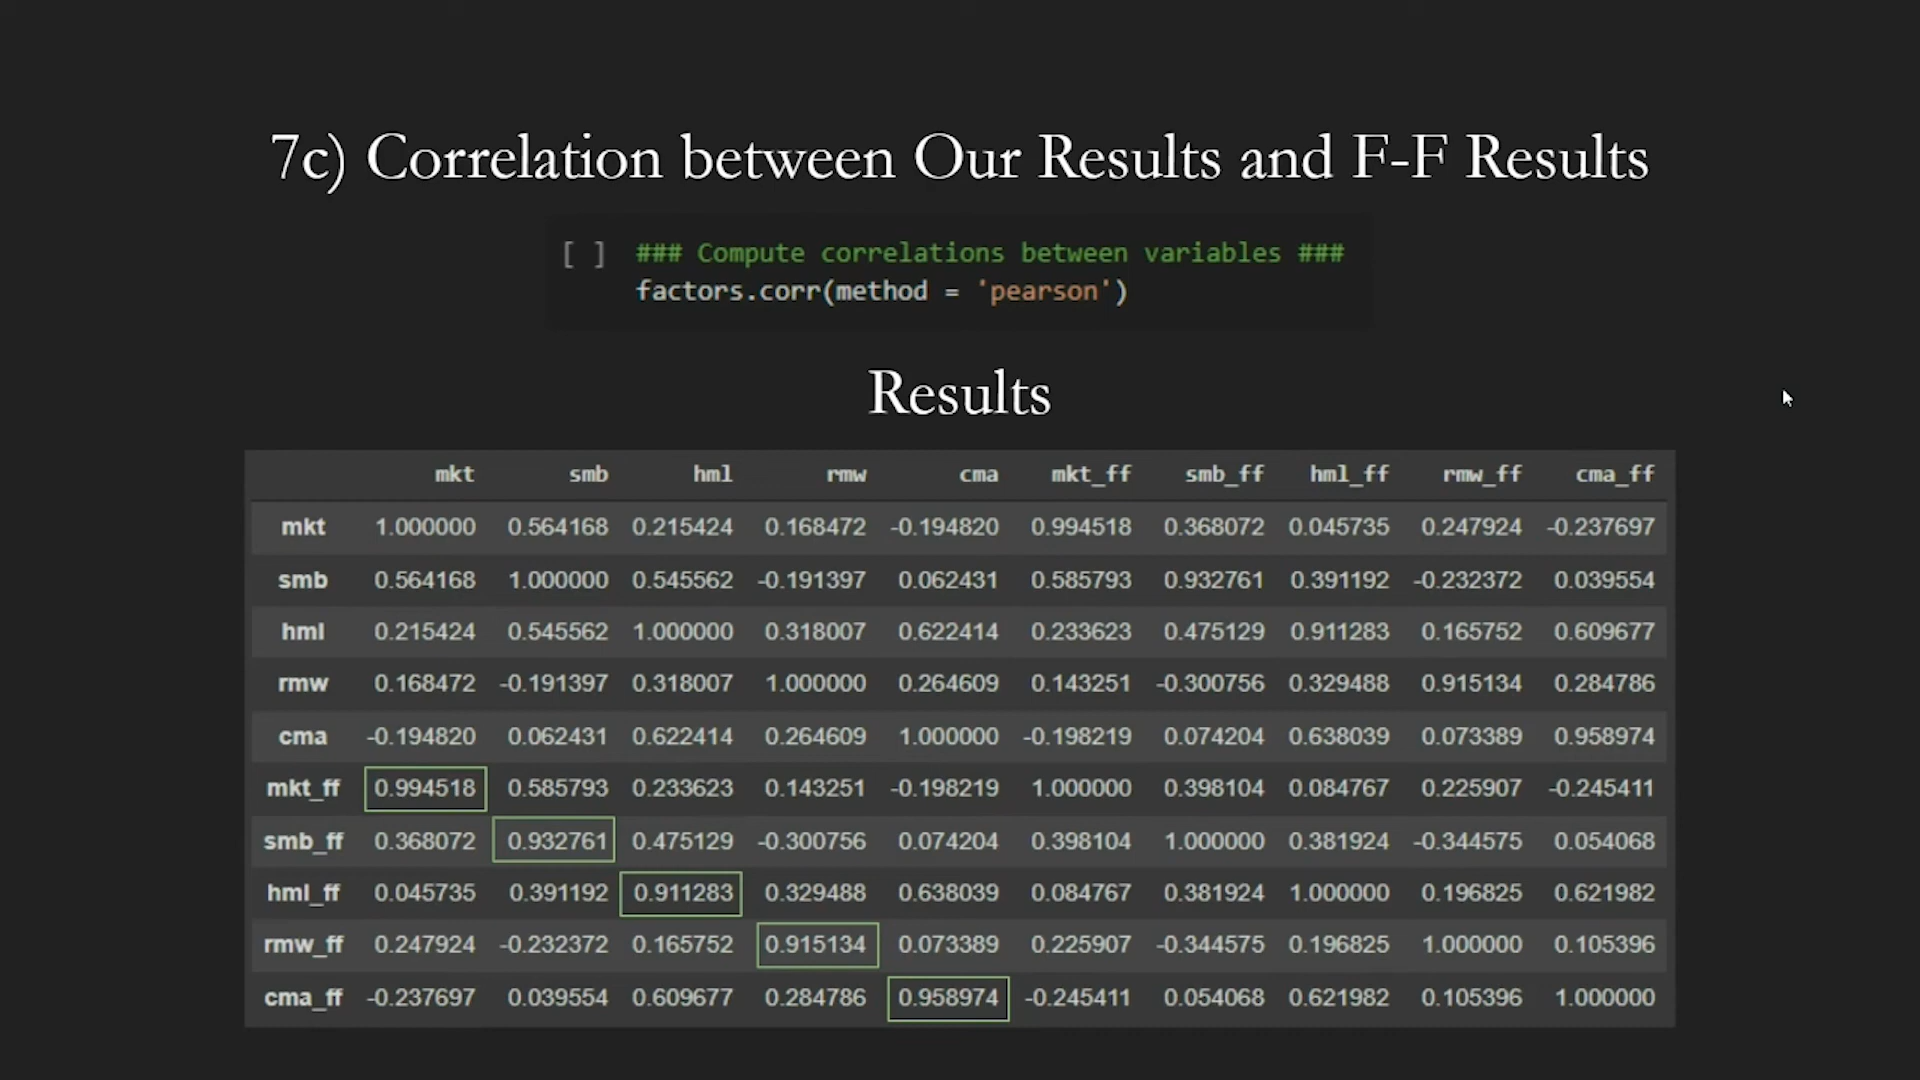 7c) Correlation between Our Results and F-F Results
[ ] ### Compute correlations between variables ###
factors.corr(method = 'pearson')
Results
mkt smb hml rmw cma mkt_ff smb_ff hml_ff rmw_ff cma_ff
mkt 1.000000 0.564168 0.215424 0.168472 -0.194820 0.994518 0.368072 0.045735 0.247924 -0.237697
smb 0.564168 1.000000 0.545562 -0.191397 0.062431 0.585793 0.932761 0.391192 -0.232372 0.039554
hml 0.215424 0.545562 1.000000 0.318007 0.622414 0.233623 0.475129 0.911283 0.165752 0.609677
rmw 0.168472 -0.191397 0.318007 1.000000 0.264609 0.143251 -0.300756 0.329488 0.915134 0.284786
cma -0.194820 0.062431 0.622414 0.264609 1.000000 -0.198219 0.074204 0.638039 0.073389 0.958974
mkt_ff 0.994518 0.585793 0.233623 0.143251 -0.198219 1.000000 0.398104 0.084767 0.225907 -0.245411
smb_ff 0.368072 0.932761 0.475129 -0.300756 0.074204 0.398104 1.000000 0.381924 -0.344575 0.054068
hml_ff 0.045735 0.391192 0.911283 0.329488 0.638039 0.084767 0.381924 1.000000 0.196825 0.621982
rmw_ff 0.247924 -0.232372 0.165752 0.915134 0.073389 0.225907 -0.344575 0.196825 1.000000 0.105396
cma_ff -0.237697 0.039554 0.609677 0.284786 0.958974 -0.245411 0.054068 0.621982 0.105396 1.000000